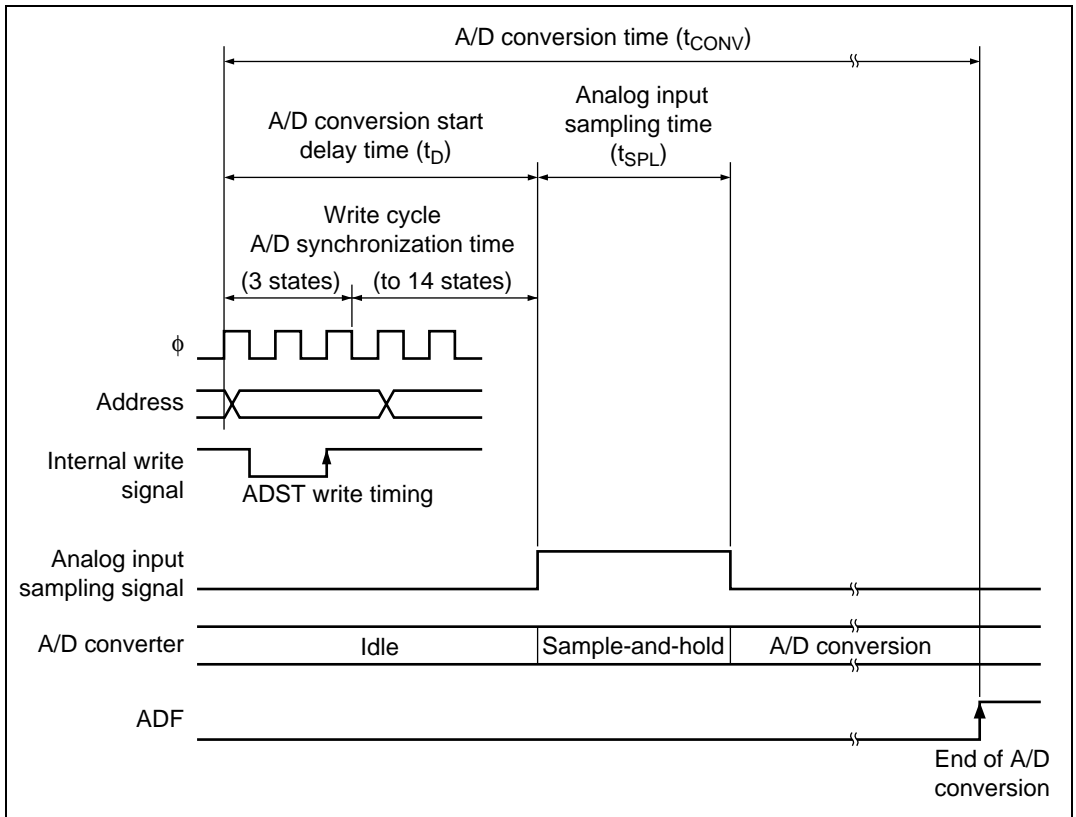 A/D conversion time (tCONV)
Analog input
sampling time
(tSPL)
A/D conversion start
delay time (tD)
Write cycle
A/D synchronization time
(3 states) (to 14 states)
ϕ
Address
Internal write
signal
ADST write timing
Analog input
sampling signal
A/D converter
Idle
Sample-and-hold
A/D conversion
ADF
End of A/D
conversion